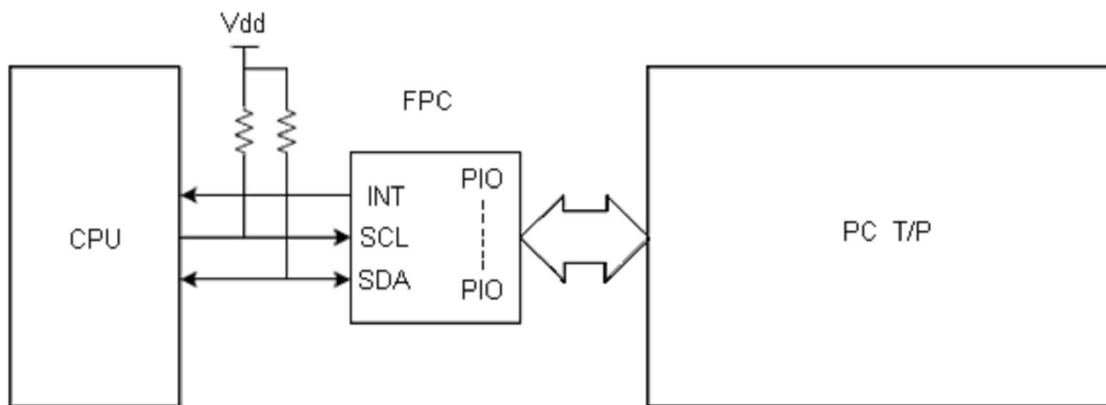 Vdd
FPC
CPU
INT
SCL
SDA
PIO
PIO
PC T/P